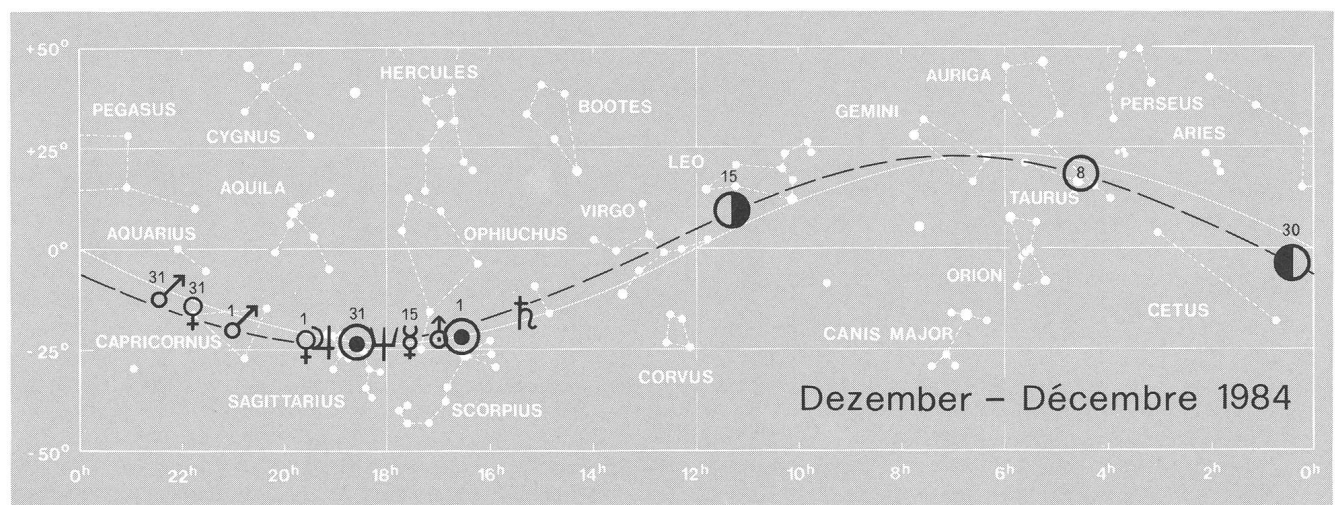 +50°
HERCULES
AURIGA
PEGASUS
CYGNUS
BOOTES
GEMINI
PERSEUS
ARIES
+25°
LEO
15
8
AQUILA
TAURUS
VIRGO
AQUARIUS
OPHIUCHUS
30
0°
31
31
ORION
1
1
31
15
1
CETUS
CAPRICORNUS
CANIS MAJOR
-25°
CORVUS
SAGITTARIUS
SCORPIUS
Dezember – Décembre 1984
-50°
0h 22h 20h 18h 16h 14h 12h 10h 8h 6h 4h 2h 0h